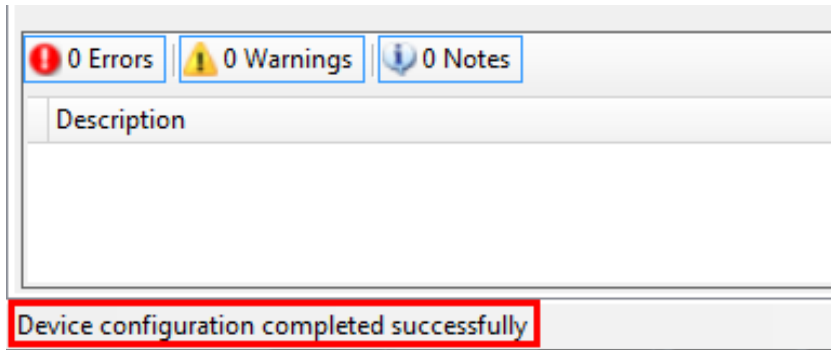 0 Errors 0 Warnings 0 Notes
Description
Device configuration completed successfully